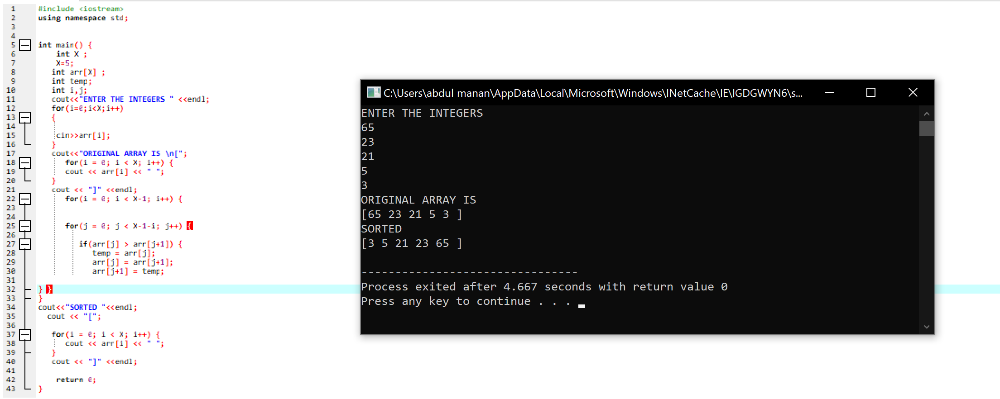 1 #include <iostream>
2 using namespace std;
3
4
5 int main() {
6 int X ;
7 X=5;
8 int arr[X] ;
9 int temp;
10 int i,j;
11 cout<<"ENTER THE INTEGERS " <<endl;
12 for(i=0;i<X;i++)
13 {
14
15 cin>>arr[i];
16 }
17 cout<<"ORIGINAL ARRAY IS \n[";
18 for(i = 0; i < X; i++) {
19 cout << arr[i] << " ";
20 }
21 cout << "]" <<endl;
22 for(i = 0; i < X-1; i++) {
23
24
25 for(j = 0; j < X-1-i; j++) {
26
27 if(arr[j] > arr[j+1]) {
28 temp = arr[j];
29 arr[j] = arr[j+1];
30 arr[j+1] = temp;
31
32 } }
33 }
34 cout<<"SORTED "<<endl;
35 cout << "[";
36
37 for(i = 0; i < X; i++) {
38 cout << arr[i] << " ";
39 }
40 cout << "]" <<endl;
41
42 return 0;
43 }
C:\Users\abdul manan\AppData\Local\Microsoft\Windows\INetCache\IE\IGDGWYN6\s...
ENTER THE INTEGERS
65
23
21
5
3
ORIGINAL ARRAY IS
[65 23 21 5 3 ]
SORTED
[3 5 21 23 65 ]
--------------------------------
Process exited after 4.667 seconds with return value 0
Press any key to continue . . .